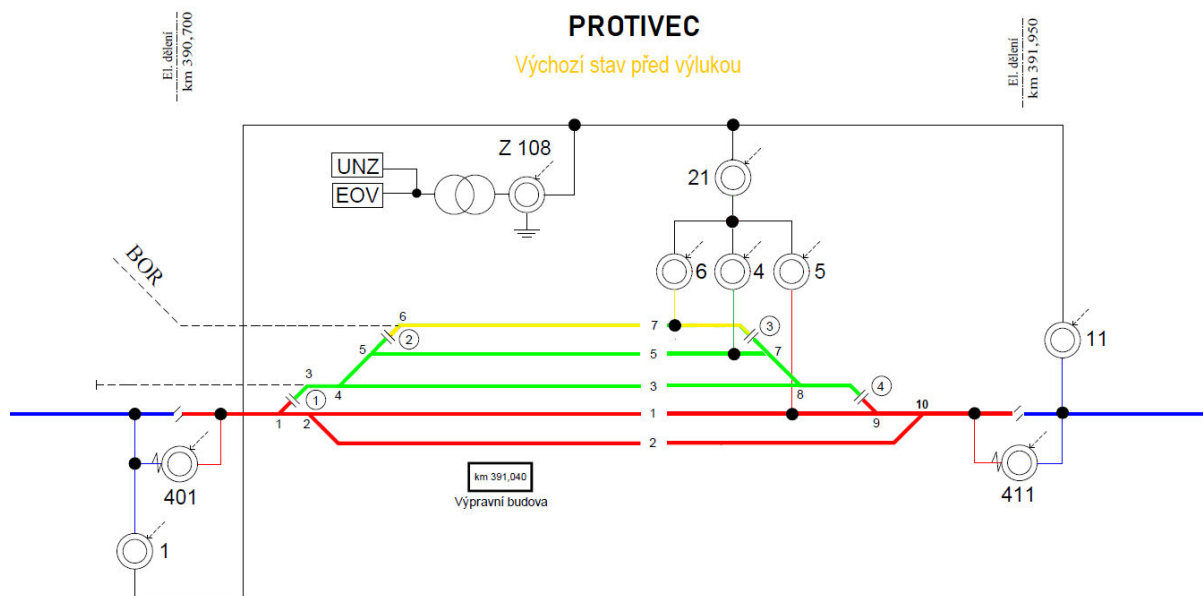 PROTIVEC
Výchozí stav před výlukou
El. dělení
km 390,700
El. dělení
km 391,950
UNZ
EOV
Z 108
21
6
4
5
BOR
11
6
7
3
2
5
5
7
3
3
4
1
4
8
1
1
2
9
10
2
401
km 391,040
Výpravní budova
411
1